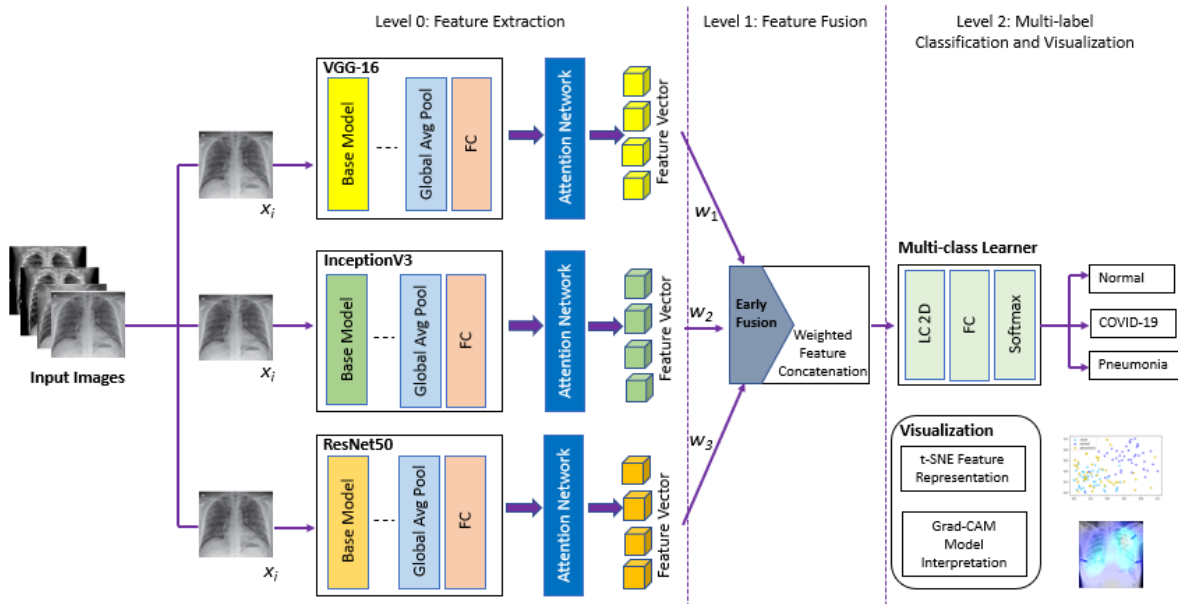 Level 0: Feature Extraction
Level 1: Feature Fusion
Level 2: Multi-label
Classification and Visualization
Input Images
x_i
VGG-16
Base Model
Global Avg Pool
FC
Attention Network
Feature Vector
w_1
x_i
InceptionV3
Base Model
Global Avg Pool
FC
Attention Network
Feature Vector
w_2
x_i
ResNet50
Base Model
Global Avg Pool
FC
Attention Network
Feature Vector
w_3
Early
Fusion
Weighted
Feature
Concatenation
Multi-class Learner
LC 2D
FC
Softmax
Normal
COVID-19
Pneumonia
Visualization
t-SNE Feature
Representation
Grad-CAM
Model
Interpretation